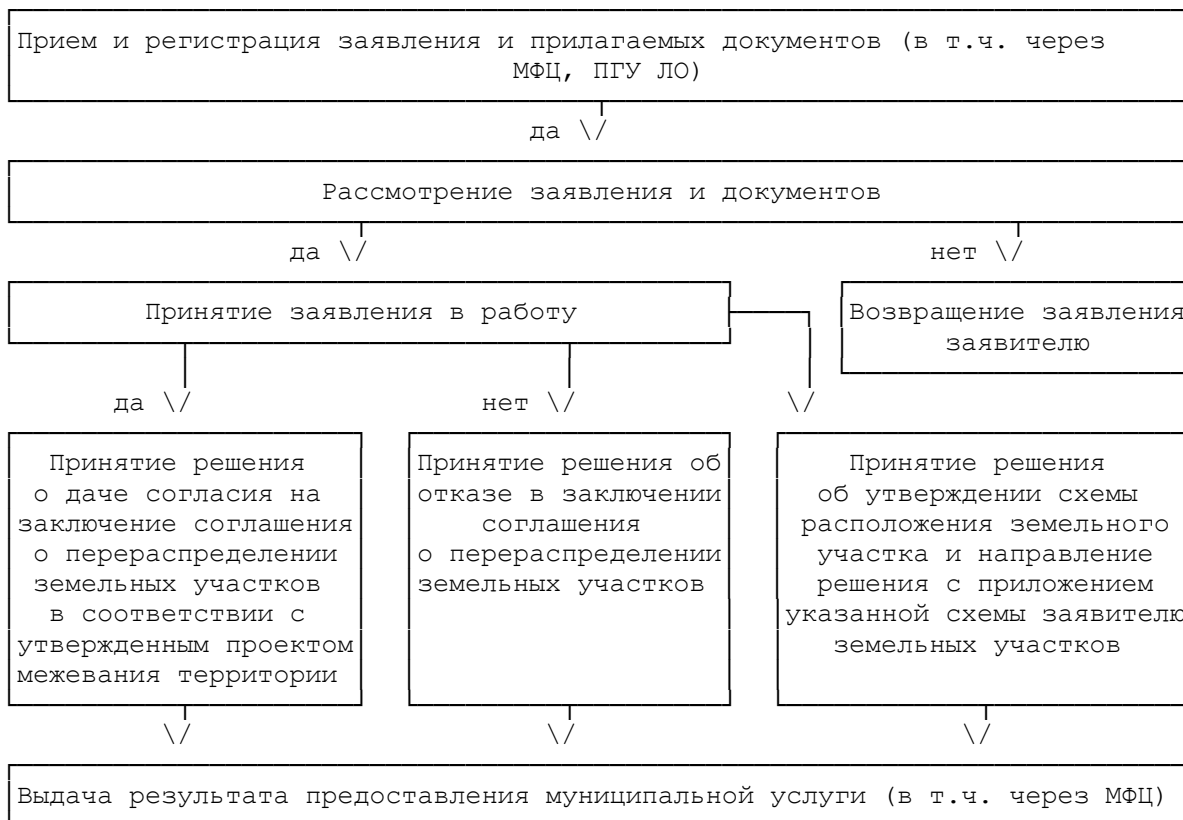 Прием и регистрация заявления и прилагаемых документов (в т.ч. через
МФЦ, ПГУ ЛО)
да \/
Рассмотрение заявления и документов
да \/
нет \/
Принятие заявления в работу
Возвращение заявления
заявителю
да \/
нет \/
\/
Принятие решения
о даче согласия на
заключение соглашения
о перераспределении
земельных участков
в соответствии с
утвержденным проектом
межевания территории
Принятие решения об
отказе в заключении
соглашения
о перераспределении
земельных участков
Принятие решения
об утверждении схемы
расположения земельного
участка и направление
решения с приложением
указанной схемы заявителю
земельных участков
\/
\/
\/
Выдача результата предоставления муниципальной услуги (в т.ч. через МФЦ)